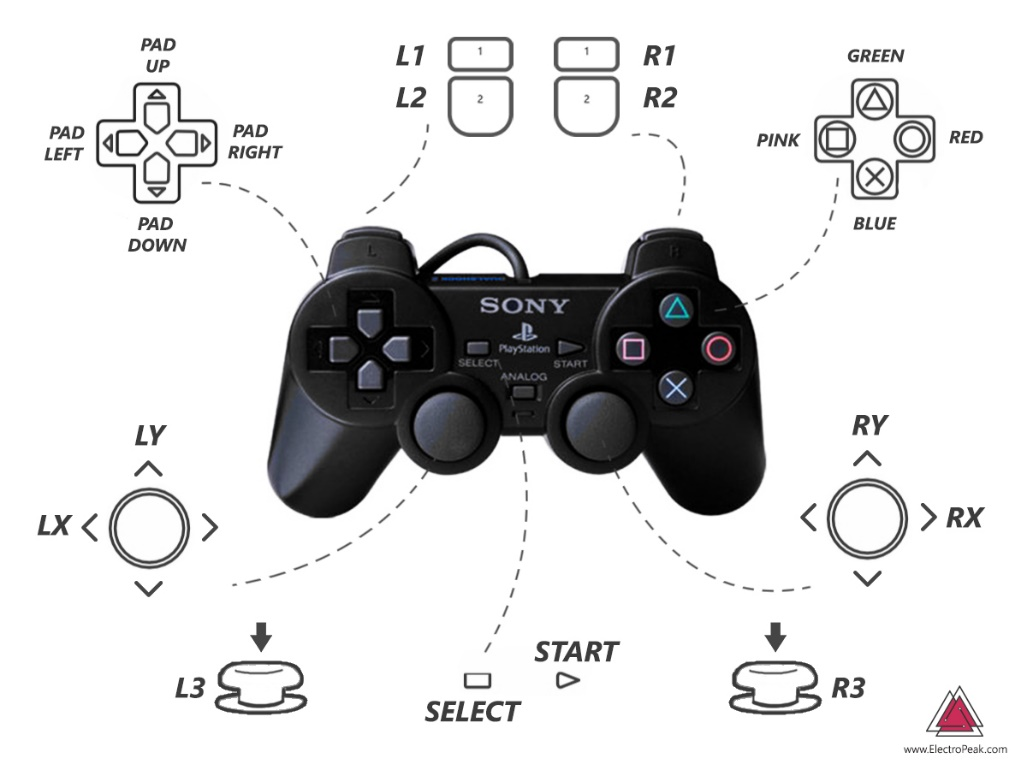 PAD
UP
PAD
LEFT
PAD
RIGHT
PAD
DOWN
L1
1
L2
2
1
R1
2
R2
GREEN
PINK
RED
BLUE
L
R
SONY
PlayStation
SELECT
START
ANALOG
LY
LX
RY
RX
L3
SELECT
START
R3
www.ElectroPeak.com